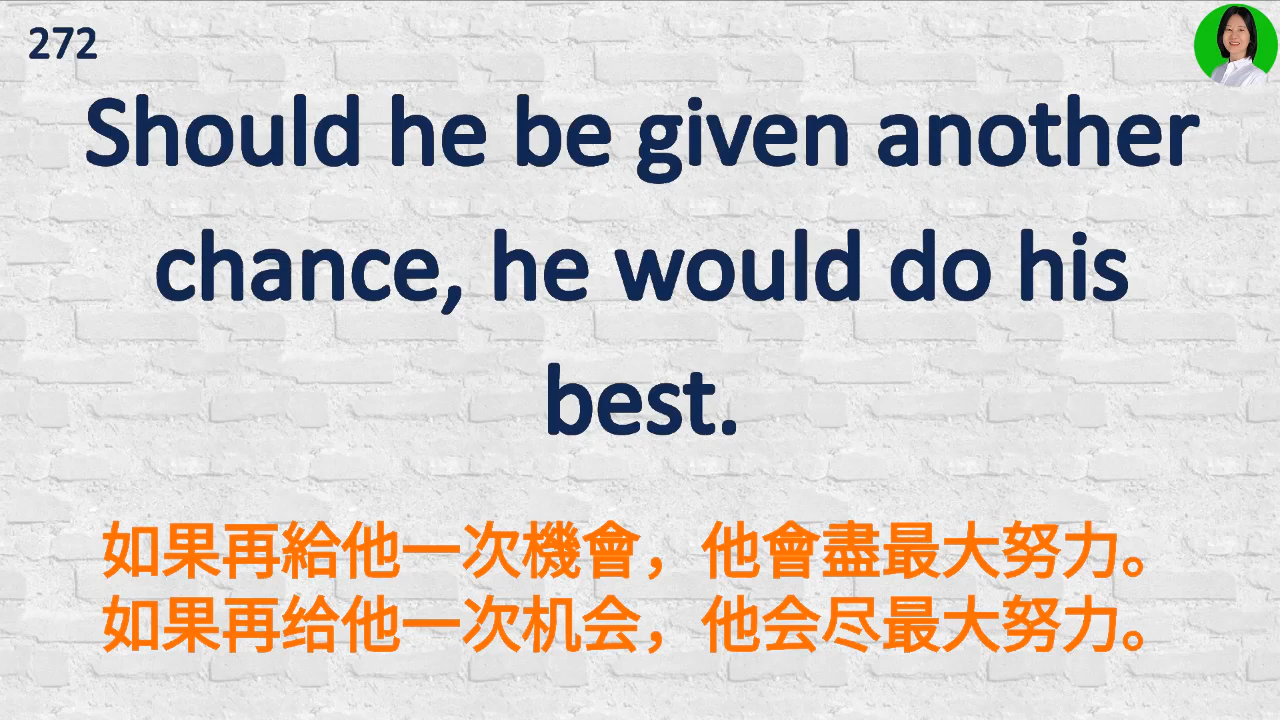 272
Should he be given another
chance, he would do his
best.
如果再給他一次機會，他會盡最大努力。
如果再给他一次机会，他会尽最大努力。